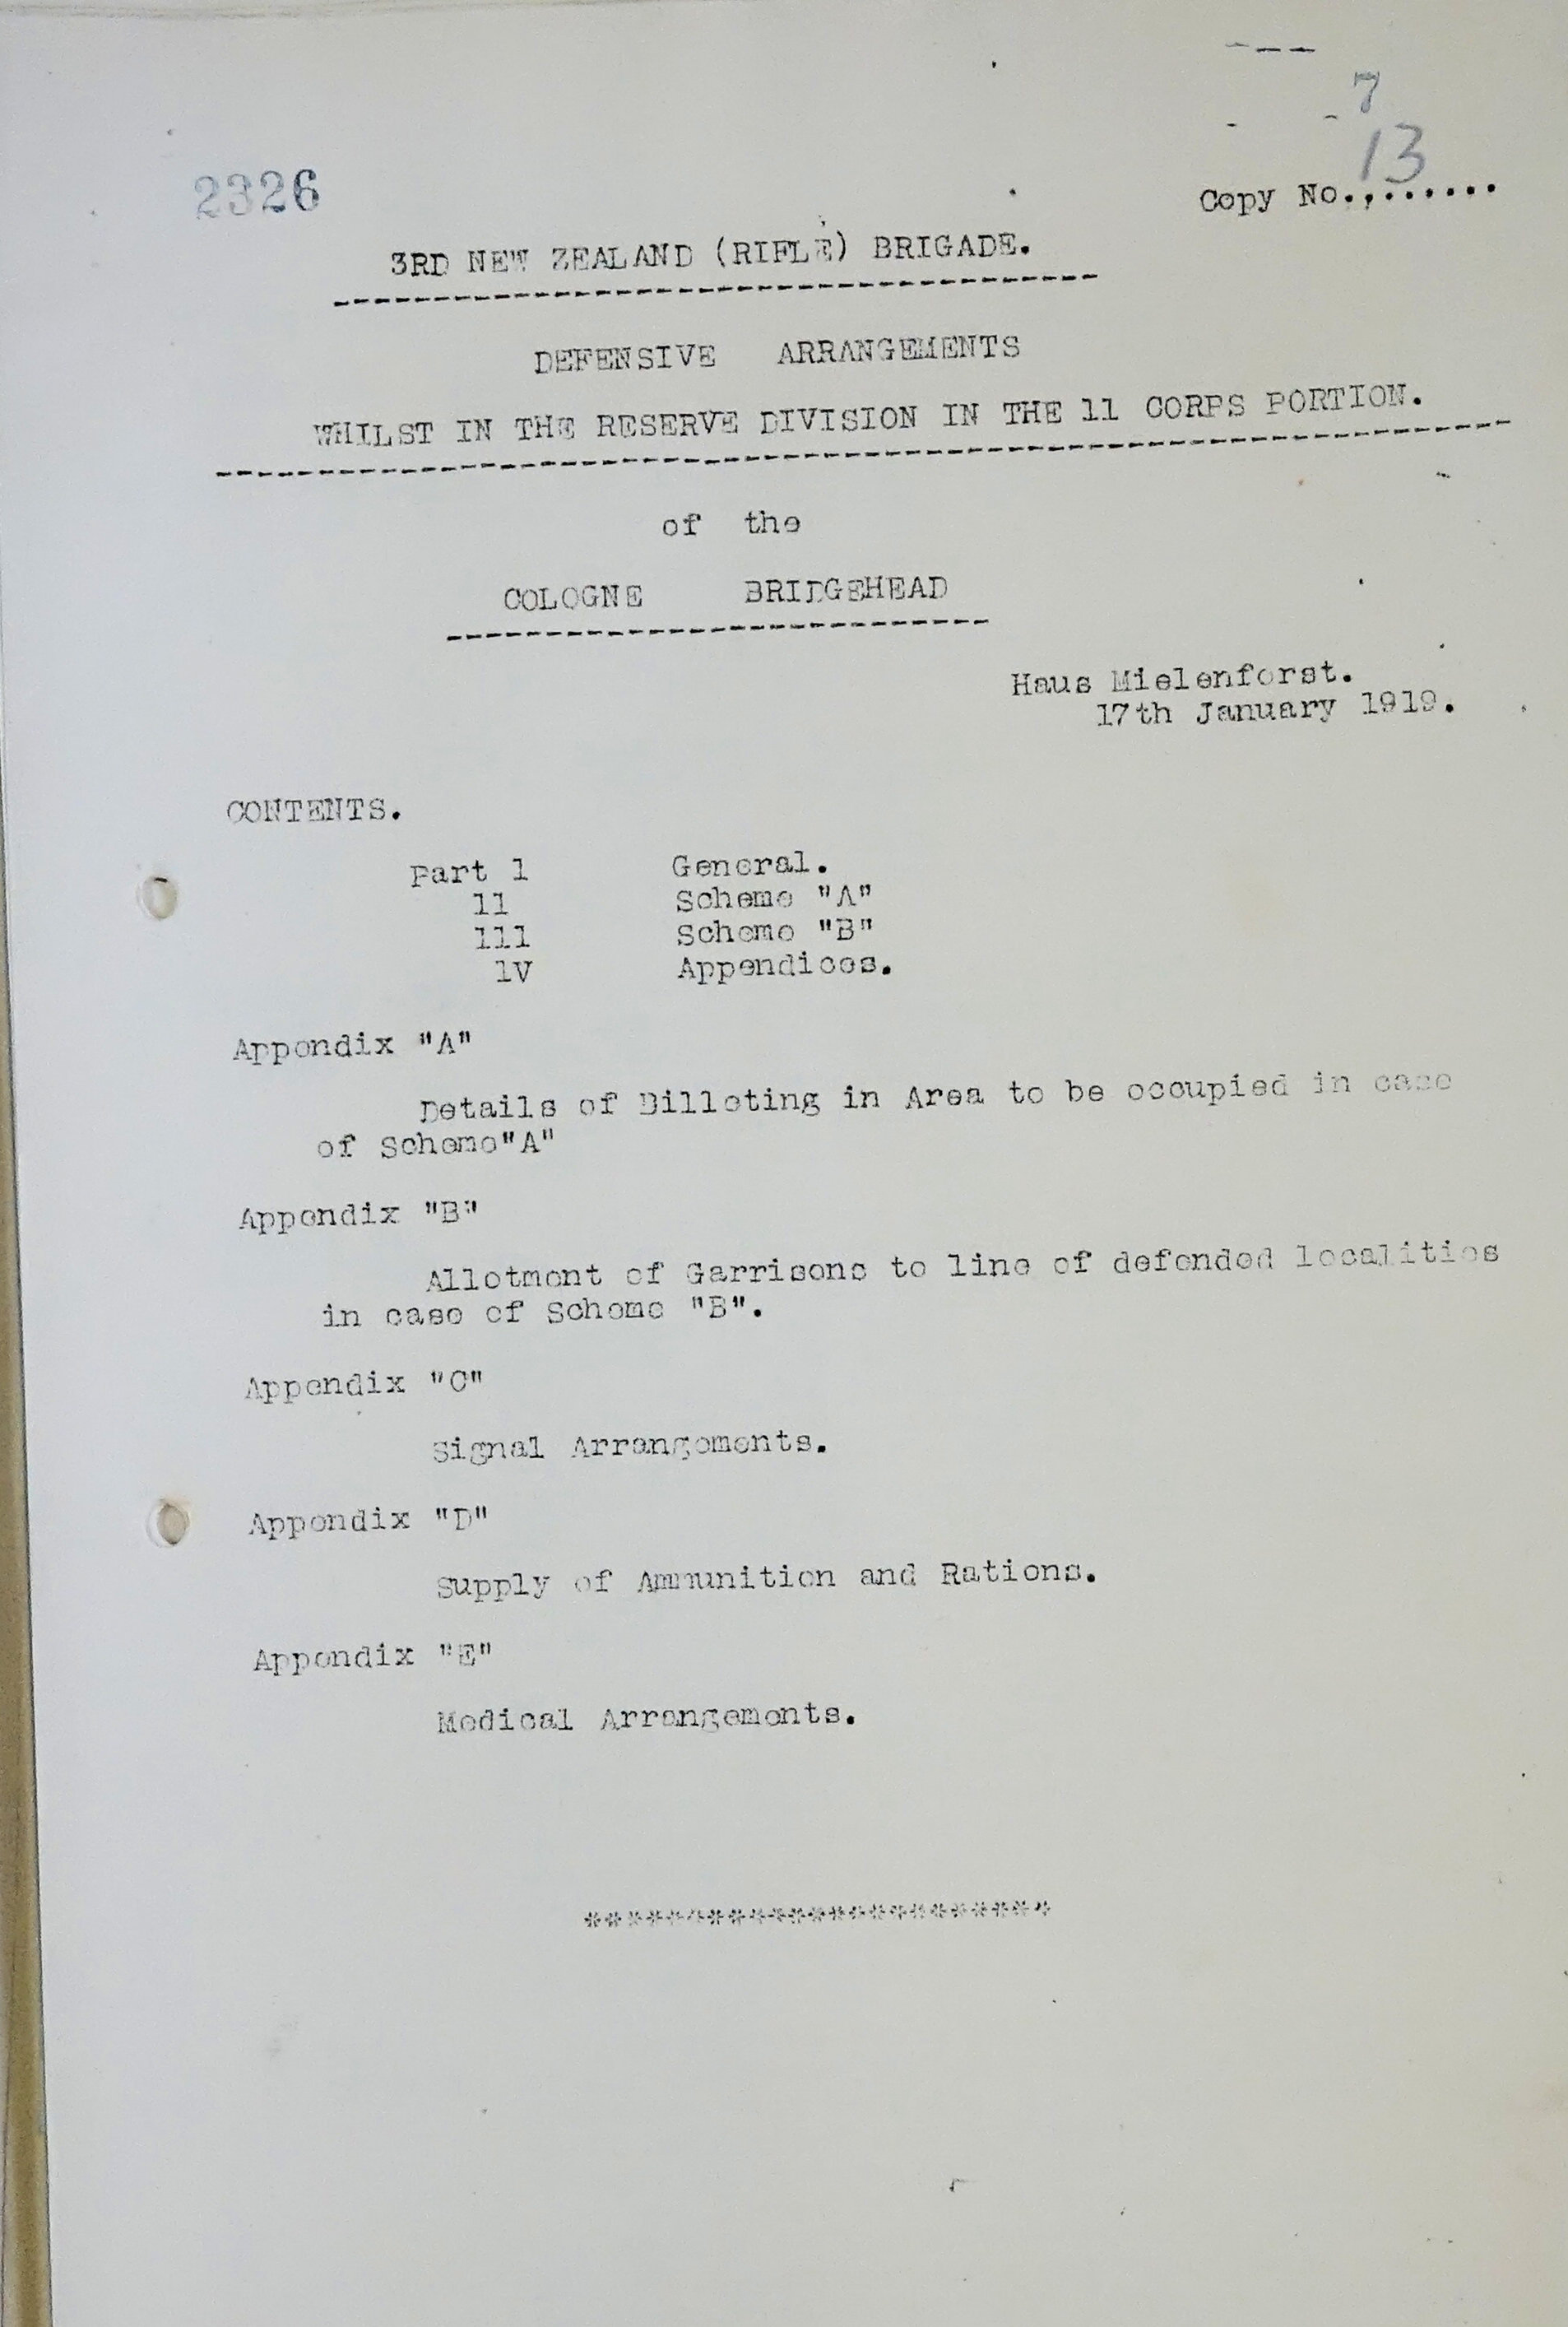 7
13
2326
Copy No.,.......
3RD NEW ZEALAND (RIFLE) BRIGADE.
DEFENSIVE ARRANGEMENTS
WHILST IN THE RESERVE DIVISION IN THE 11 CORPS PORTION.
of the
COLOGNE BRIDGEHEAD
Haus Mielenforst.
17th January 1919.
CONTENTS.
Part 1 General.
11 Scheme "A"
111 Scheme "B"
1V Appendices.
Appendix "A"
Details of Billeting in Area to be occupied in case
of Scheme"A"
Appendix "B"
Allotment of Garrisons to line of defended localities
in case of Scheme "B".
Appendix "C"
Signal Arrangements.
Appendix "D"
Supply of Ammunition and Rations.
Appendix "E"
Medical Arrangements.
***********************